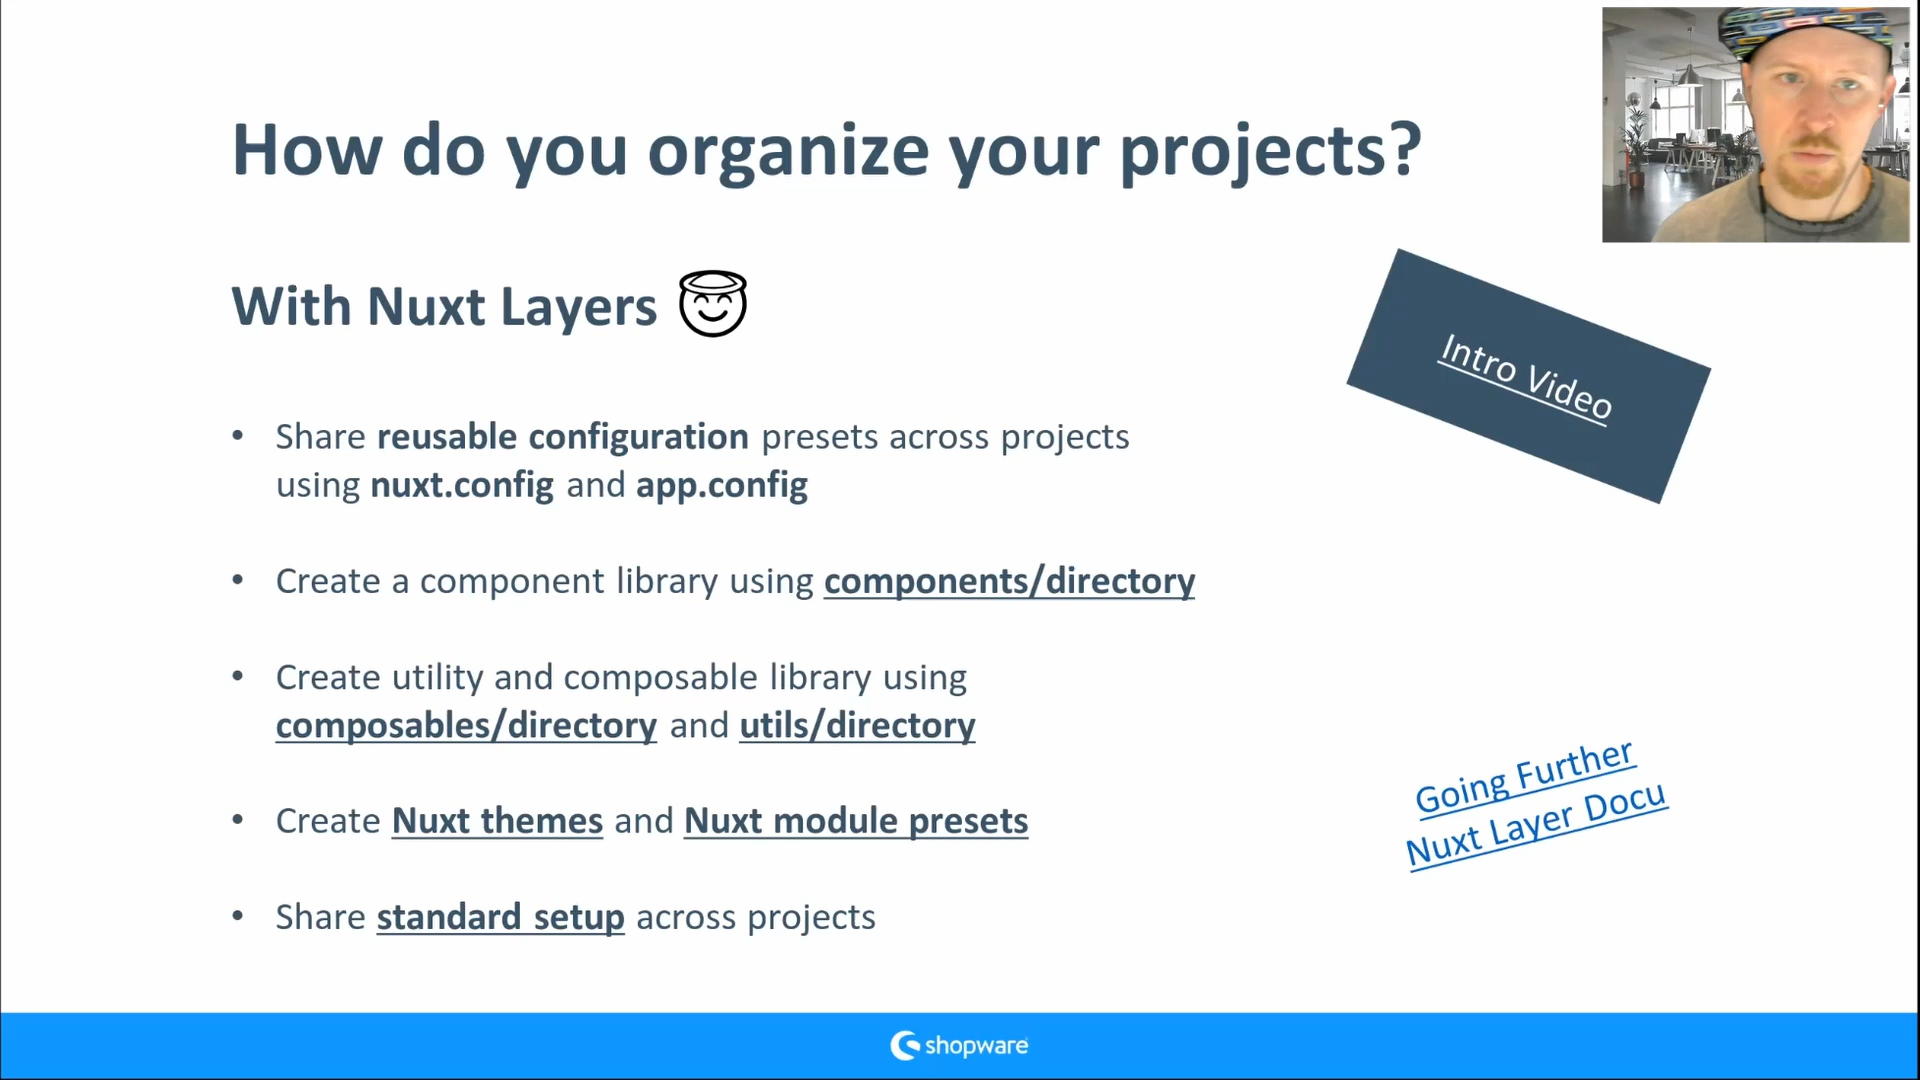 How do you organize your projects?
With Nuxt Layers
Intro Video
• Share reusable configuration presets across projects
using nuxt.config and app.config
• Create a component library using components/directory
• Create utility and composable library using
composables/directory and utils/directory
• Create Nuxt themes and Nuxt module presets
• Share standard setup across projects
Going Further
Nuxt Layer Docu
shopware